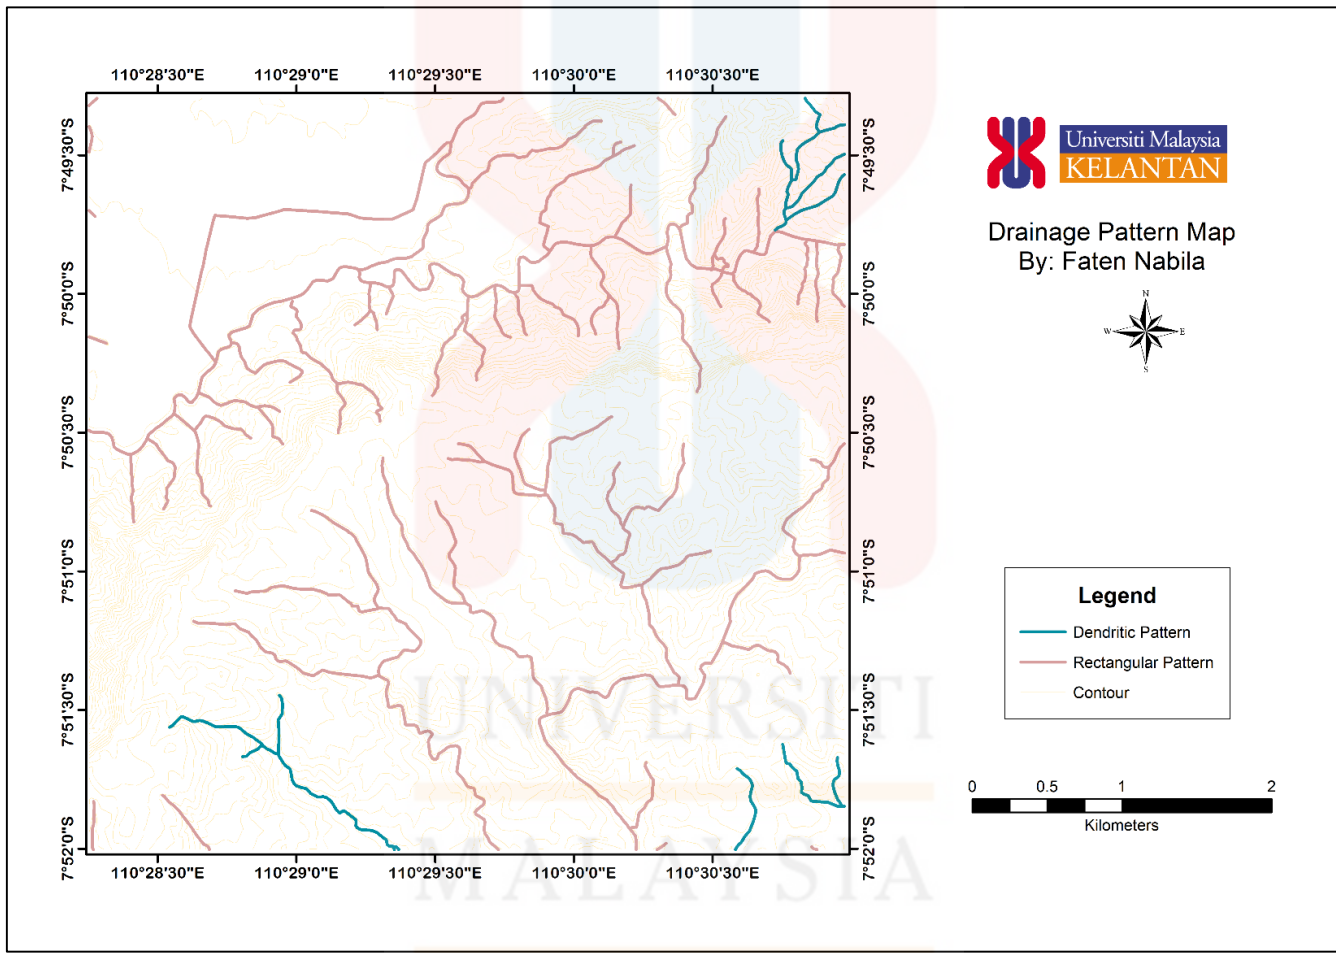 110°28'30"E 110°29'0"E 110°29'30"E 110°30'0"E 110°30'30"E
7°49'30"S 7°49'30"S
7°50'0"S 7°50'0"S
7°50'30"S 7°50'30"S
7°51'0"S 7°51'0"S
7°51'30"S 7°51'30"S
7°52'0"S 7°52'0"S
110°28'30"E 110°29'0"E 110°29'30"E 110°30'0"E 110°30'30"E
UNIVERSITI
MALAYSIA
Universiti Malaysia
KELANTAN
Drainage Pattern Map
By: Faten Nabila
N
W E
S
Legend
Dendritic Pattern
Rectangular Pattern
Contour
0 0.5 1 2
Kilometers